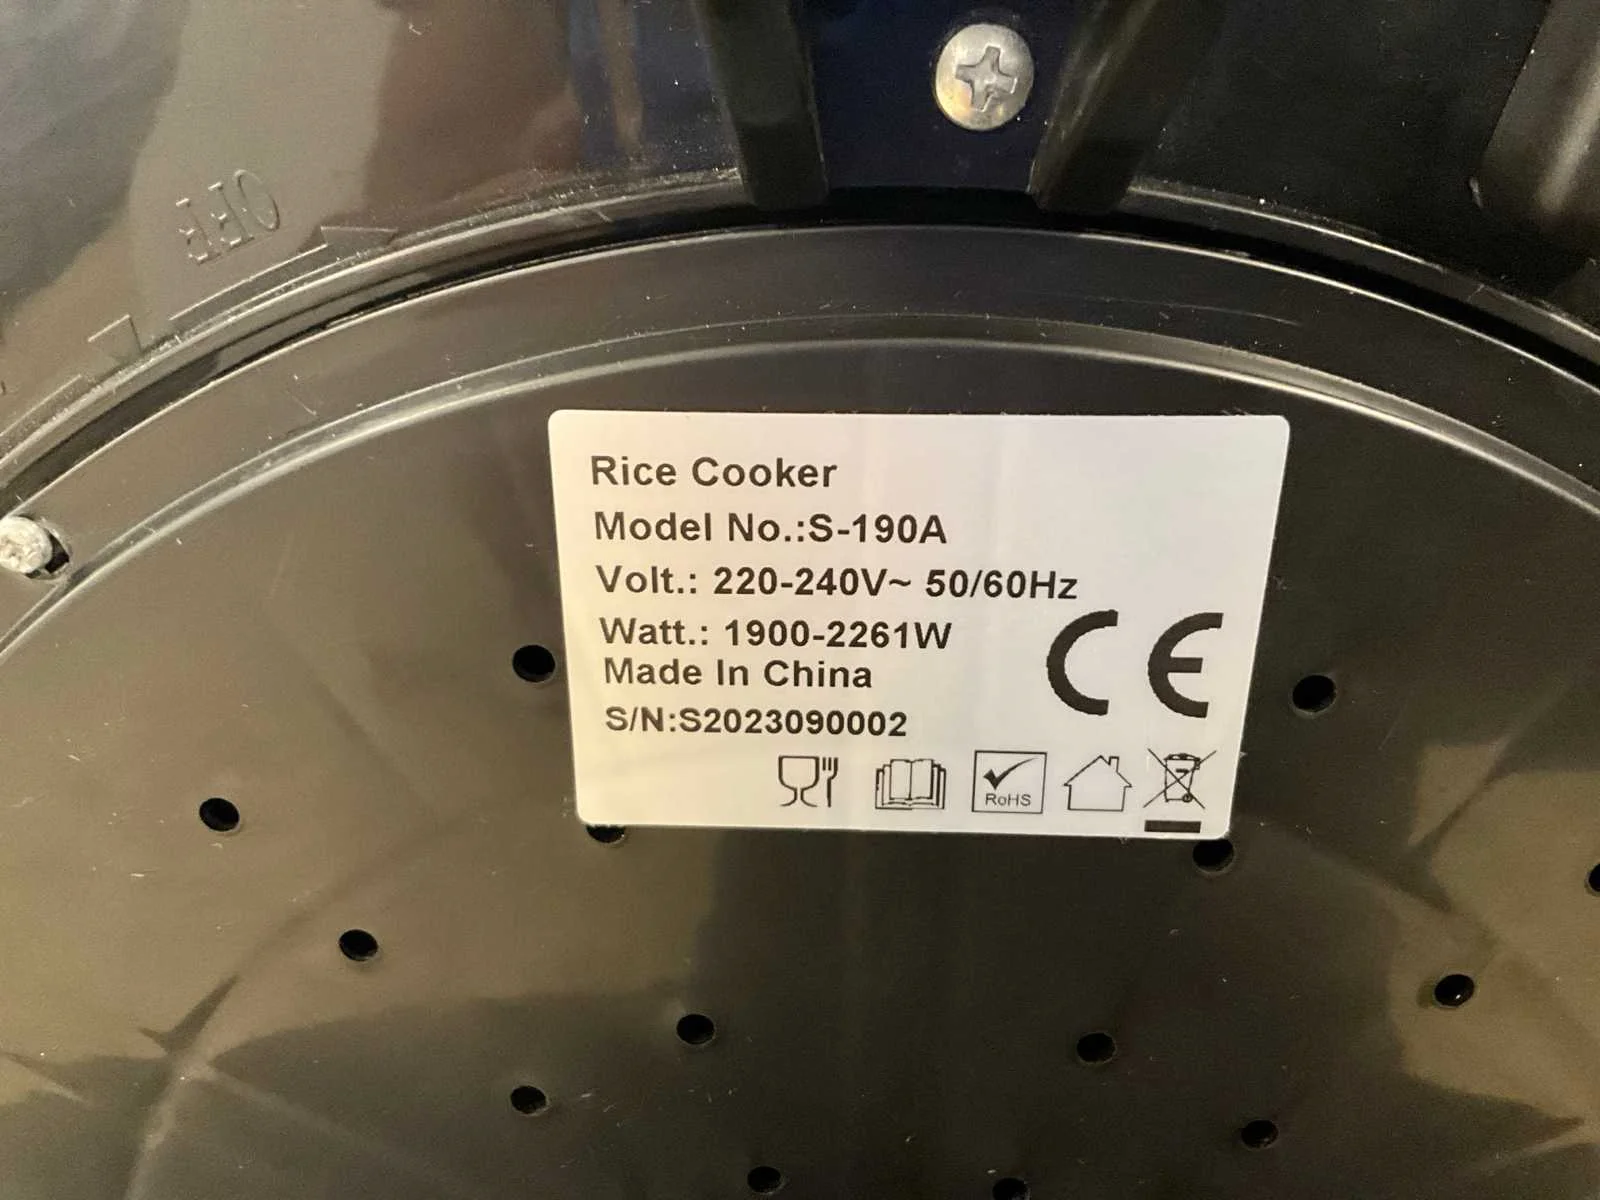 OFF
Rice Cooker
Model No.:S-190A
Volt.: 220-240V~ 50/60Hz
Watt.: 1900-2261W
Made In China
S/N:S2023090002
CE
RoHS